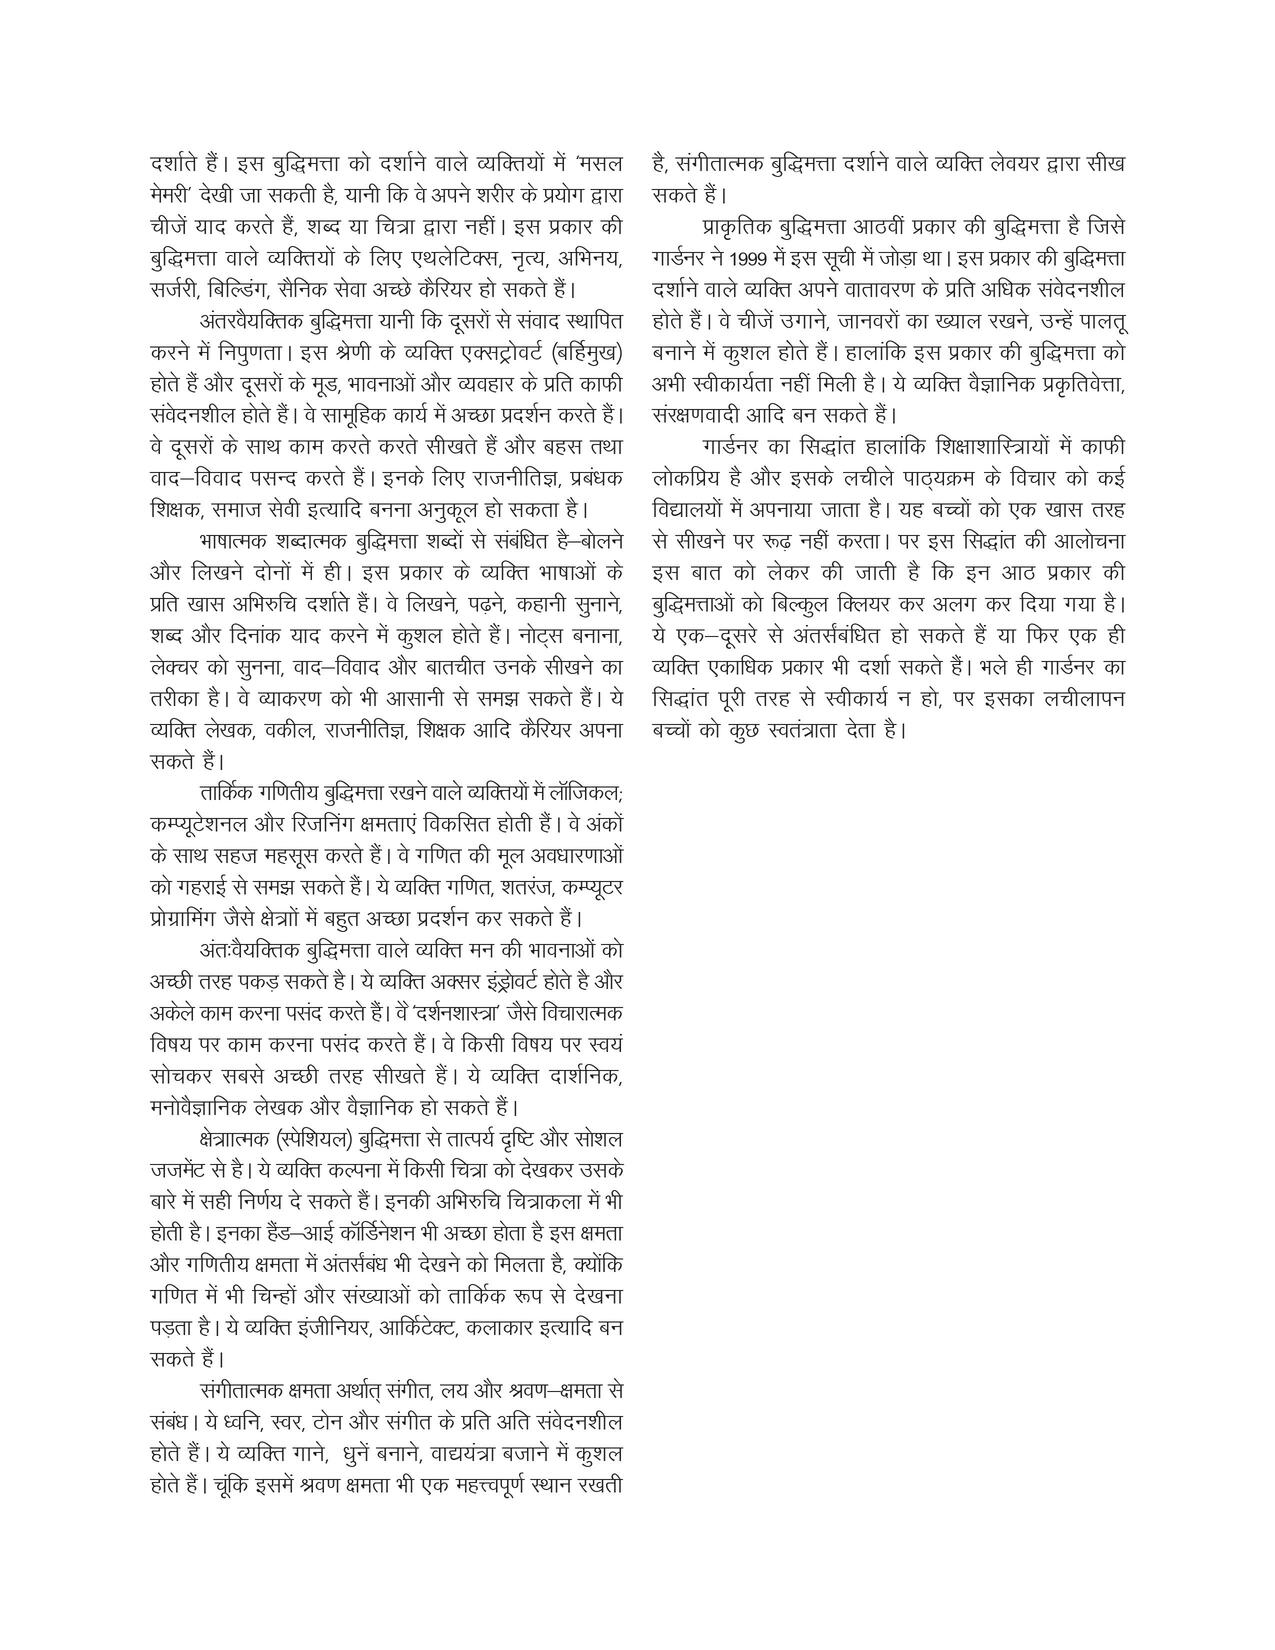 दर्शाते हैं। इस बुद्धिमत्ता को दर्शाने वाले व्यक्तियों में 'मसल
मेमरी' देखी जा सकती है, यानी कि वे अपने शरीर के प्रयोग द्वारा
चीजें याद करते हैं, शब्द या चित्रा द्वारा नहीं। इस प्रकार की
बुद्धिमत्ता वाले व्यक्तियों के लिए एथलेटिक्स, नृत्य, अभिनय,
सर्जरी, बिल्डिंग, सैनिक सेवा अच्छे कैरियर हो सकते हैं।
अंतरवैयक्तिक बुद्धिमत्ता यानी कि दूसरों से संवाद स्थापित
करने में निपुणता। इस श्रेणी के व्यक्ति एक्सट्रोवर्ट (बर्हिमुख)
होते हैं और दूसरों के मूड, भावनाओं और व्यवहार के प्रति काफी
संवेदनशील होते हैं। वे सामूहिक कार्य में अच्छा प्रदर्शन करते हैं।
वे दूसरों के साथ काम करते करते सीखते हैं और बहस तथा
वाद–विवाद पसन्द करते हैं। इनके लिए राजनीतिज्ञ, प्रबंधक
शिक्षक, समाज सेवी इत्यादि बनना अनुकूल हो सकता है।
भाषात्मक शब्दात्मक बुद्धिमत्ता शब्दों से संबंधित है–बोलने
और लिखने दोनों में ही। इस प्रकार के व्यक्ति भाषाओं के
प्रति खास अभिरुचि दर्शाते हैं। वे लिखने, पढ़ने, कहानी सुनाने,
शब्द और दिनांक याद करने में कुशल होते हैं। नोट्स बनाना,
लेक्चर को सुनना, वाद–विवाद और बातचीत उनके सीखने का
तरीका है। वे व्याकरण को भी आसानी से समझ सकते हैं। ये
व्यक्ति लेखक, वकील, राजनीतिज्ञ, शिक्षक आदि कैरियर अपना
सकते हैं।
तार्किक गणितीय बुद्धिमत्ता रखने वाले व्यक्तियों में लॉजिकल;
कम्प्यूटेशनल और रिजनिंग क्षमताएं विकसित होती हैं। वे अंकों
के साथ सहज महसूस करते हैं। वे गणित की मूल अवधारणाओं
को गहराई से समझ सकते हैं। ये व्यक्ति गणित, शतरंज, कम्प्यूटर
प्रोग्रामिंग जैसे क्षेत्राों में बहुत अच्छा प्रदर्शन कर सकते हैं।
अंतःवैयक्तिक बुद्धिमत्ता वाले व्यक्ति मन की भावनाओं को
अच्छी तरह पकड़ सकते है। ये व्यक्ति अक्सर इंड्रोवर्ट होते है और
अकेले काम करना पसंद करते हैं। वे 'दर्शनशास्त्रा' जैसे विचारात्मक
विषय पर काम करना पसंद करते हैं। वे किसी विषय पर स्वयं
सोचकर सबसे अच्छी तरह सीखते हैं। ये व्यक्ति दार्शनिक,
मनोवैज्ञानिक लेखक और वैज्ञानिक हो सकते हैं।
क्षेत्राात्मक (स्पेशियल) बुद्धिमत्ता से तात्पर्य दृष्टि और सोशल
जजमेंट से है। ये व्यक्ति कल्पना में किसी चित्रा को देखकर उसके
बारे में सही निर्णय दे सकते हैं। इनकी अभिरुचि चित्राकला में भी
होती है। इनका हैंड–आई कॉर्डिनेशन भी अच्छा होता है इस क्षमता
और गणितीय क्षमता में अंतर्संबंध भी देखने को मिलता है, क्योंकि
गणित में भी चिन्हों और संख्याओं को तार्किक रूप से देखना
पड़ता है। ये व्यक्ति इंजीनियर, आर्किटेक्ट, कलाकार इत्यादि बन
सकते हैं।
संगीतात्मक क्षमता अर्थात् संगीत, लय और श्रवण–क्षमता से
संबंध। ये ध्वनि, स्वर, टोन और संगीत के प्रति अति संवेदनशील
होते हैं। ये व्यक्ति गाने, धुनें बनाने, वाद्ययंत्रा बजाने में कुशल
होते हैं। चूंकि इसमें श्रवण क्षमता भी एक महत्त्वपूर्ण स्थान रखती
है, संगीतात्मक बुद्धिमत्ता दर्शाने वाले व्यक्ति लेवयर द्वारा सीख
सकते हैं।
प्राकृतिक बुद्धिमत्ता आठवीं प्रकार की बुद्धिमत्ता है जिसे
गार्डनर ने 1999 में इस सूची में जोड़ा था। इस प्रकार की बुद्धिमत्ता
दर्शाने वाले व्यक्ति अपने वातावरण के प्रति अधिक संवेदनशील
होते हैं। वे चीजें उगाने, जानवरों का ख्याल रखने, उन्हें पालतू
बनाने में कुशल होते हैं। हालांकि इस प्रकार की बुद्धिमत्ता को
अभी स्वीकार्यता नहीं मिली है। ये व्यक्ति वैज्ञानिक प्रकृतिवेत्ता,
संरक्षणवादी आदि बन सकते हैं।
गार्डनर का सिद्धांत हालांकि शिक्षाशास्त्रिायों में काफी
लोकप्रिय है और इसके लचीले पाठ्यक्रम के विचार को कई
विद्यालयों में अपनाया जाता है। यह बच्चों को एक खास तरह
से सीखने पर रूढ़ नहीं करता। पर इस सिद्धांत की आलोचना
इस बात को लेकर की जाती है कि इन आठ प्रकार की
बुद्धिमत्ताओं को बिल्कुल क्लियर कर अलग कर दिया गया है।
ये एक–दूसरे से अंतर्संबंधित हो सकते हैं या फिर एक ही
व्यक्ति एकाधिक प्रकार भी दर्शा सकते हैं। भले ही गार्डनर का
सिद्धांत पूरी तरह से स्वीकार्य न हो, पर इसका लचीलापन
बच्चों को कुछ स्वतंत्राता देता है।